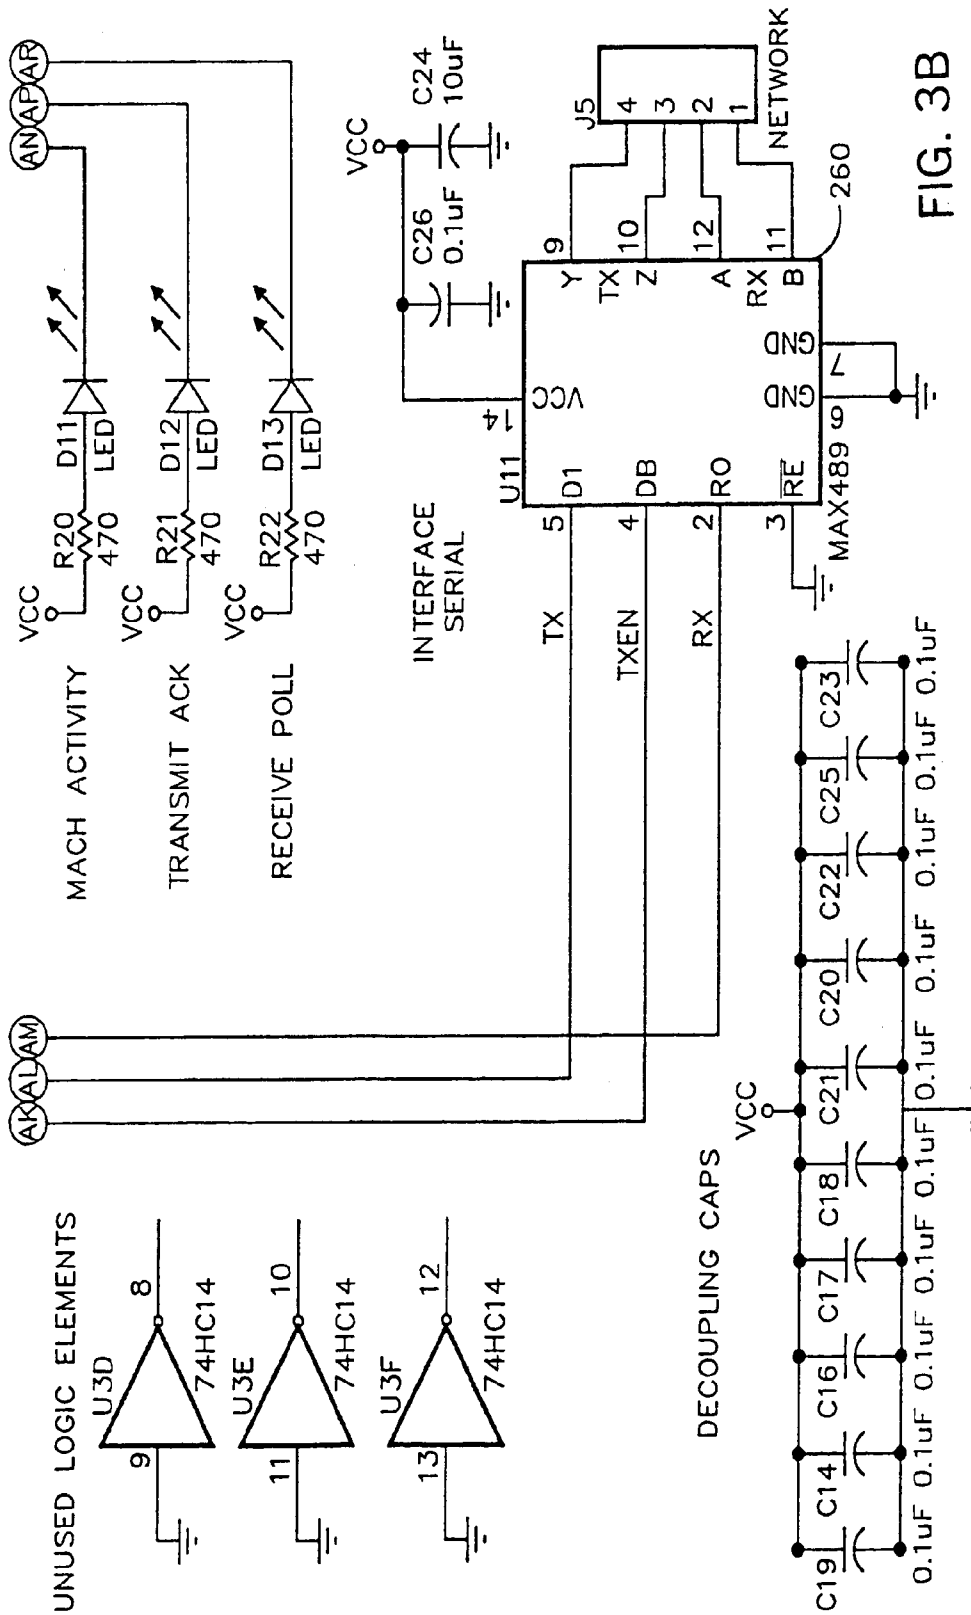 UNUSED LOGIC ELEMENTS
U3D
9
8
74HC14
U3E
11
10
74HC14
U3F
13
12
74HC14
AK
AL
AM
AN
AP
AR
MACH ACTIVITY
VCC
R20
470
D11
LED
TRANSMIT ACK
VCC
R21
470
D12
LED
RECEIVE POLL
VCC
R22
470
D13
LED
INTERFACE
SERIAL
VCC
C26
0.1uF
C24
10uF
TX
TXEN
RX
U11
14
VCC
5
D1
4
DB
2
RO
3
RE
Y
9
TX
Z
10
A
12
RX
B
11
GND
GND
6
7
MAX489
260
J5
4
3
2
1
NETWORK
DECOUPLING CAPS
VCC
C19
C14
C16
C17
C18
C21
C20
C22
C25
C23
0.1uF
0.1uF
0.1uF
0.1uF
0.1uF
0.1uF
0.1uF
0.1uF
0.1uF
0.1uF
FIG. 3B